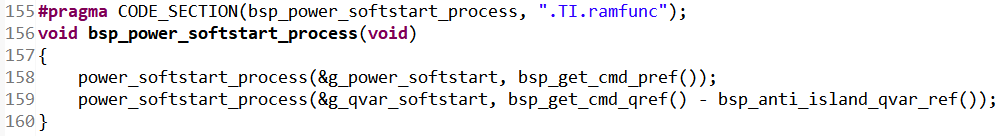 155 #pragma CODE_SECTION(bsp_power_softstart_process, ".TI.ramfunc");
156 void bsp_power_softstart_process(void)
157 {
158     power_softstart_process(&g_power_softstart, bsp_get_cmd_pref());
159     power_softstart_process(&g_qvar_softstart, bsp_get_cmd_qref() - bsp_anti_island_qvar_ref());
160 }